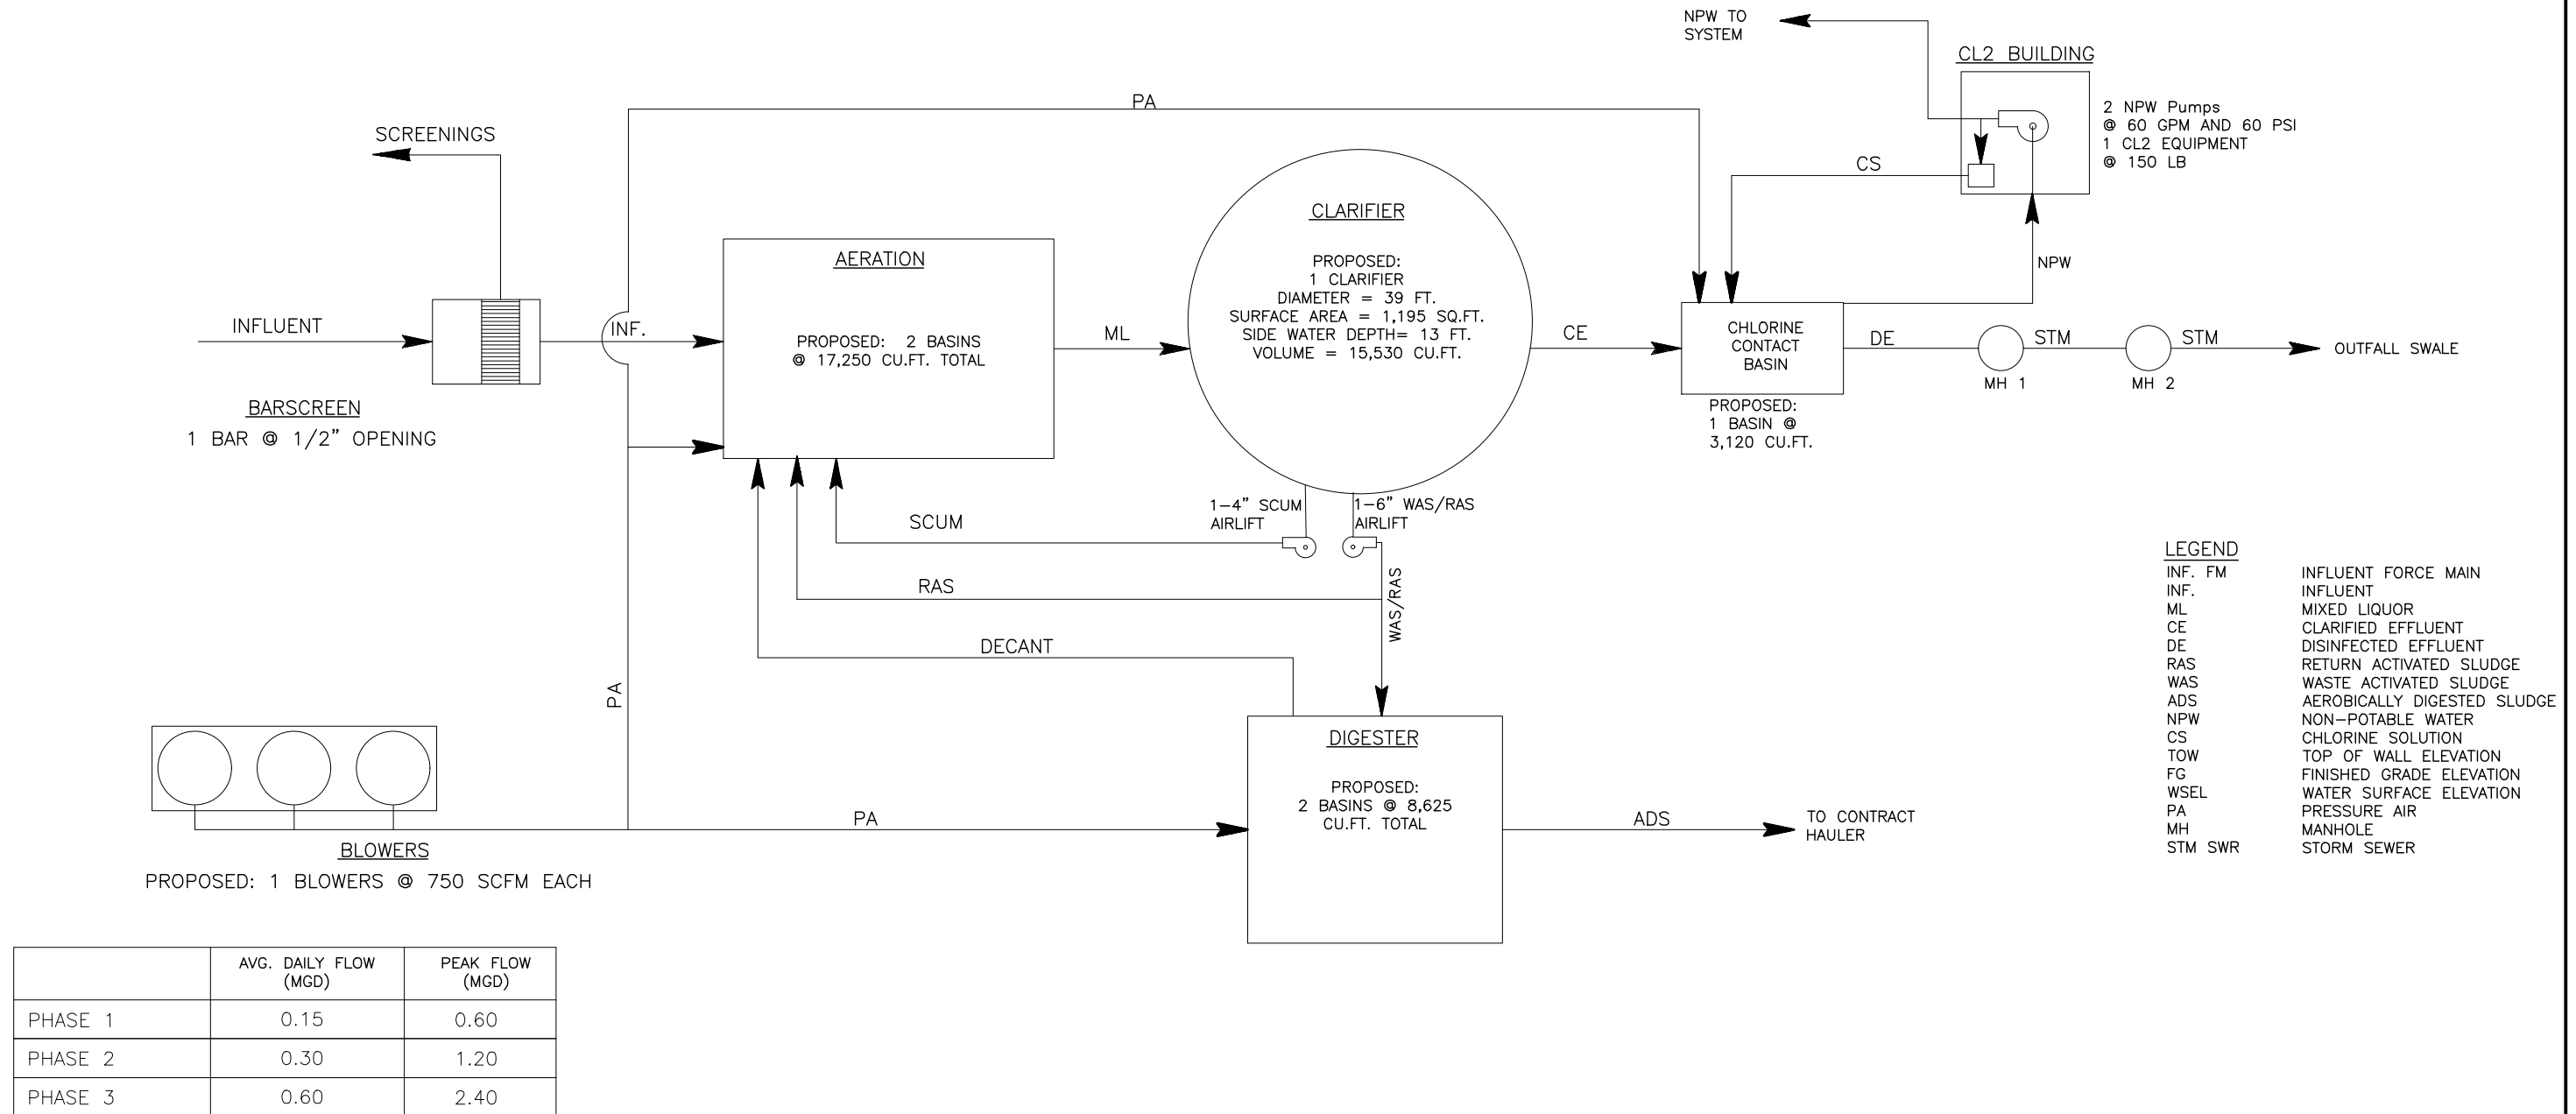 NPW TO
SYSTEM
CL2 BUILDING
2 NPW Pumps
@ 60 GPM AND 60 PSI
1 CL2 EQUIPMENT
@ 150 LB
PA
SCREENINGS
CS
CLARIFIER
PROPOSED:
1 CLARIFIER
DIAMETER = 39 FT.
SURFACE AREA = 1,195 SQ.FT.
SIDE WATER DEPTH= 13 FT.
VOLUME = 15,530 CU.FT.
AERATION
PROPOSED: 2 BASINS
@ 17,250 CU.FT. TOTAL
NPW
INFLUENT
INF.
ML
CE
CHLORINE
CONTACT
BASIN
DE
STM
STM
OUTFALL SWALE
MH 1
MH 2
BARSCREEN
1 BAR @ 1/2" OPENING
PROPOSED:
1 BASIN @
3,120 CU.FT.
1-4" SCUM
AIRLIFT
1-6" WAS/RAS
AIRLIFT
SCUM
RAS
WAS/RAS
DECANT
PA
LEGEND
INF. FM INFLUENT FORCE MAIN
INF. INFLUENT
ML MIXED LIQUOR
CE CLARIFIED EFFLUENT
DE DISINFECTED EFFLUENT
RAS RETURN ACTIVATED SLUDGE
WAS WASTE ACTIVATED SLUDGE
ADS AEROBICALLY DIGESTED SLUDGE
NPW NON-POTABLE WATER
CS CHLORINE SOLUTION
TOW TOP OF WALL ELEVATION
FG FINISHED GRADE ELEVATION
WSEL WATER SURFACE ELEVATION
PA PRESSURE AIR
MH MANHOLE
STM SWR STORM SEWER
DIGESTER
PROPOSED:
2 BASINS @ 8,625
CU.FT. TOTAL
PA
ADS
TO CONTRACT
HAULER
BLOWERS
PROPOSED: 1 BLOWERS @ 750 SCFM EACH
AVG. DAILY FLOW
(MGD)
PEAK FLOW
(MGD)
PHASE 1 0.15 0.60
PHASE 2 0.30 1.20
PHASE 3 0.60 2.40